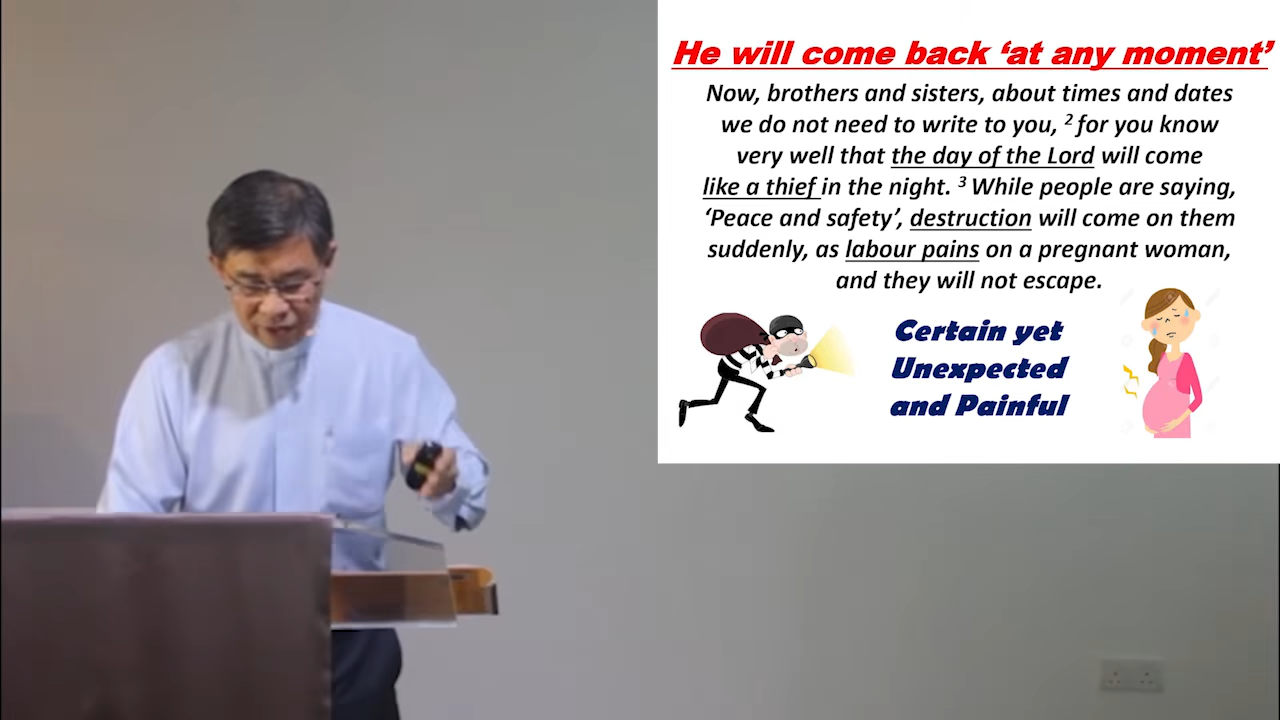 He will come back ‘at any moment’
Now, brothers and sisters, about times and dates
we do not need to write to you, ² for you know
very well that the day of the Lord will come
like a thief in the night. ³ While people are saying,
‘Peace and safety’, destruction will come on them
suddenly, as labour pains on a pregnant woman,
and they will not escape.
Certain yet
Unexpected
and Painful